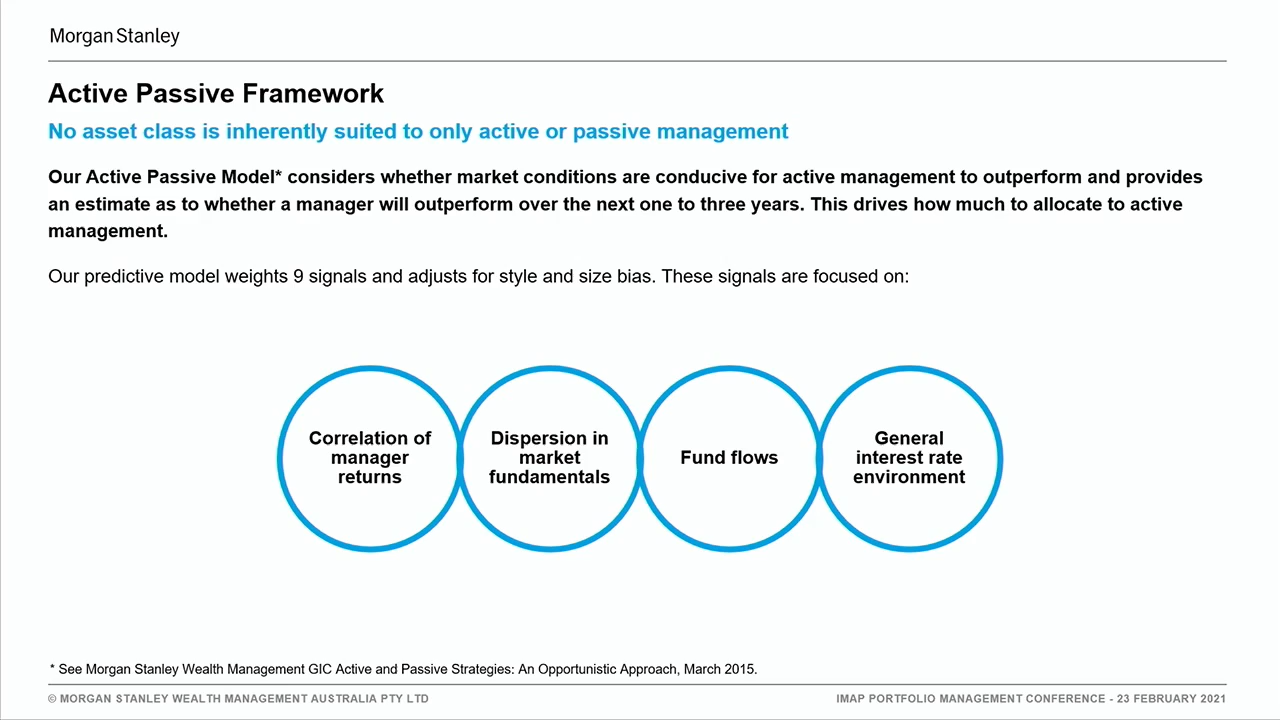 Morgan Stanley
Active Passive Framework
No asset class is inherently suited to only active or passive management
Our Active Passive Model* considers whether market conditions are conducive for active management to outperform and provides
an estimate as to whether a manager will outperform over the next one to three years. This drives how much to allocate to active
management.
Our predictive model weights 9 signals and adjusts for style and size bias. These signals are focused on:
Correlation of
manager
returns
Dispersion in
market
fundamentals
Fund flows
General
interest rate
environment
* See Morgan Stanley Wealth Management GIC Active and Passive Strategies: An Opportunistic Approach, March 2015.
© MORGAN STANLEY WEALTH MANAGEMENT AUSTRALIA PTY LTD
IMAP PORTFOLIO MANAGEMENT CONFERENCE - 23 FEBRUARY 2021